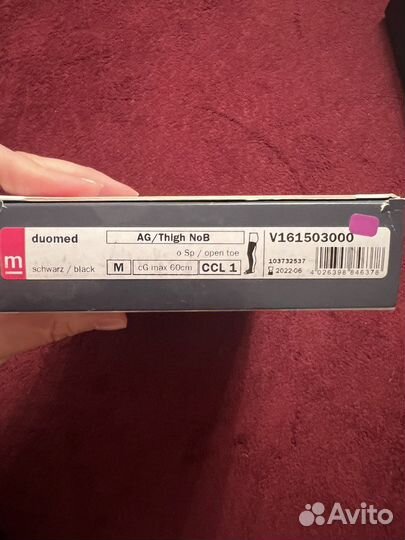 m
duomed
AG/Thigh NoB
V161503000
o Sp / open toe
103732537
schwarz / black
M
cG max 60cm
CCL 1
2022-06
4 026398 846378
Avito